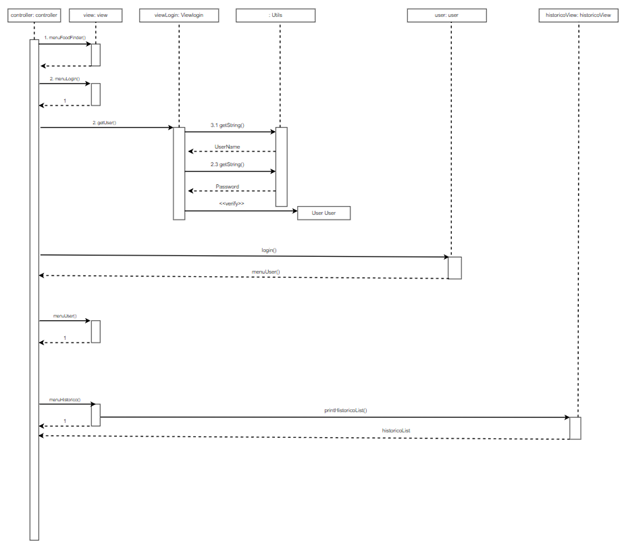 controller: controller
view: view
viewLogin: Viewlogin
: Utils
user: user
historicoView: historicoView
1. menuFoodFinder()
2. menuLogin()
1
2. getUser()
3.1 getString()
UserName
2.3 getString()
Password
<<verify>>
User User
login()
menuUser()
menuUser()
1
menuHistorico()
printHistoricoList()
1
historicoList